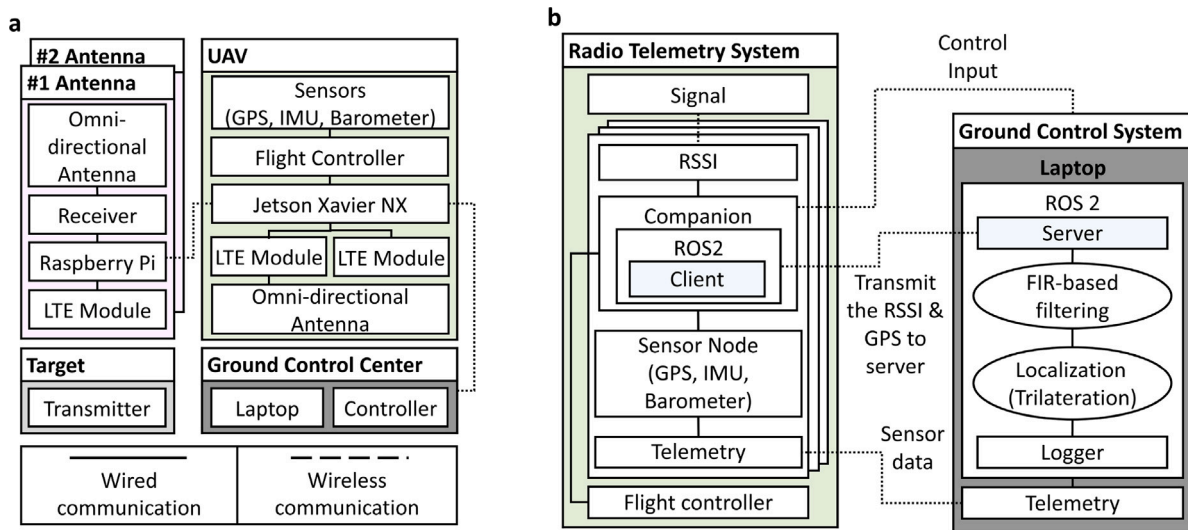 a
#2 Antenna
#1 Antenna
Omni-
directional
Antenna
Receiver
Raspberry Pi
LTE Module
UAV
Sensors
(GPS, IMU, Barometer)
Flight Controller
Jetson Xavier NX
LTE Module
LTE Module
Omni-directional
Antenna
Target
Transmitter
Ground Control Center
Laptop
Controller
Wired
communication
Wireless
communication
b
Radio Telemetry System
Signal
RSSI
Companion
ROS2
Client
Sensor Node
(GPS, IMU,
Barometer)
Telemetry
Flight controller
Control
Input
Transmit
the RSSI &
GPS to
server
Sensor
data
Ground Control System
Laptop
ROS 2
Server
FIR-based
filtering
Localization
(Trilateration)
Logger
Telemetry